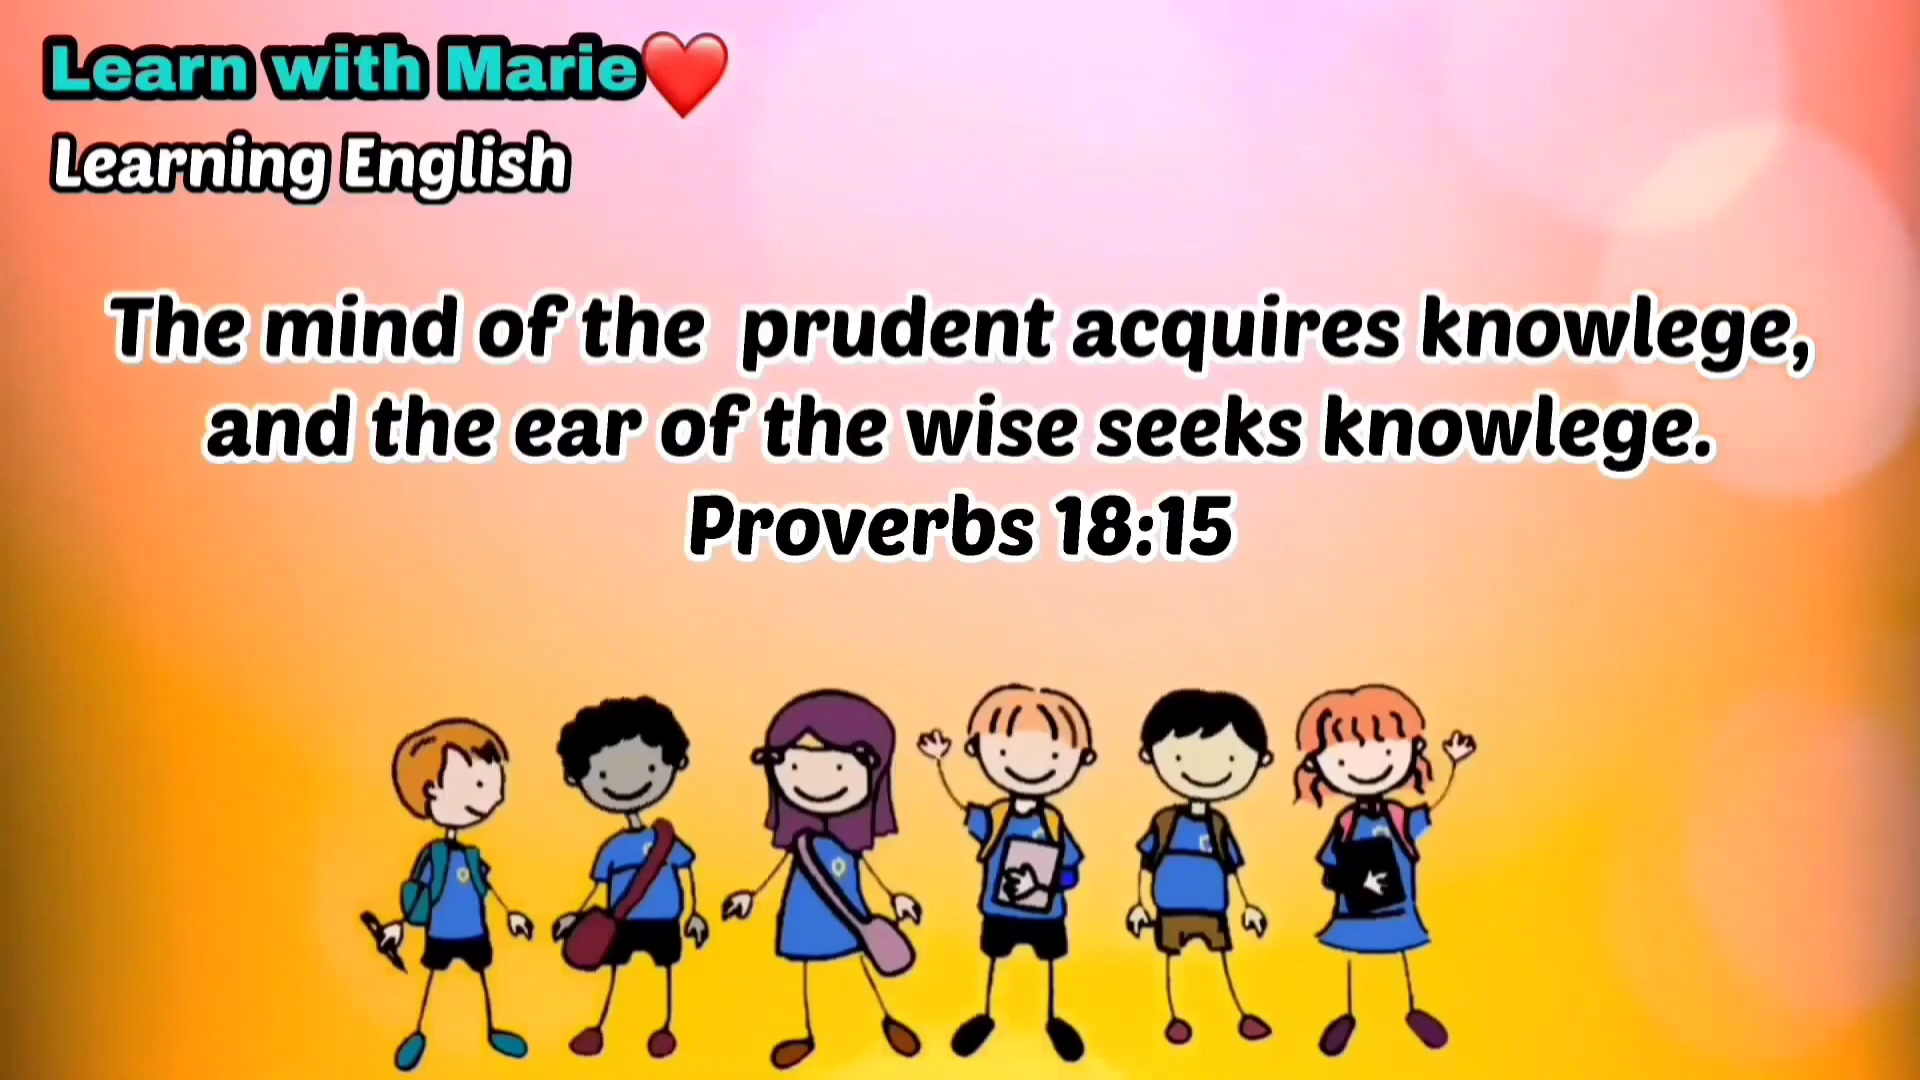 Learn with Marie❤️
Learning English
The mind of the prudent acquires knowlege,
and the ear of the wise seeks knowlege.
Proverbs 18:15